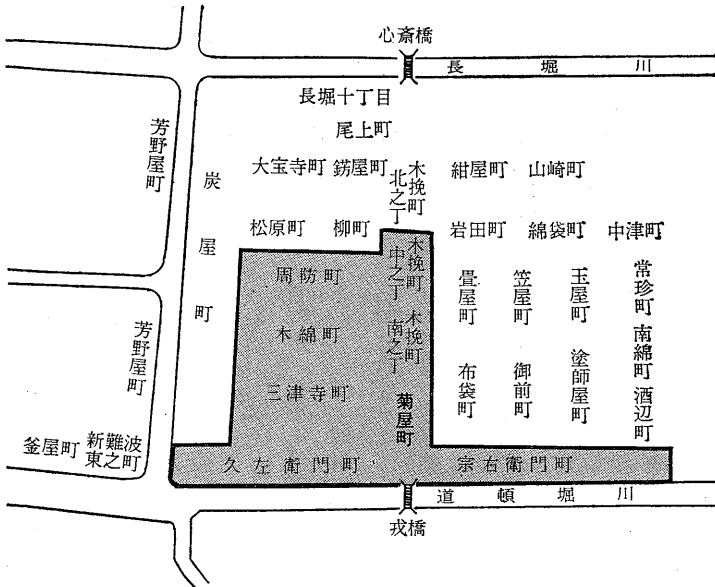 心斎橋
長堀川
長堀十丁目
尾上町
芳野屋町
炭屋町
大宝寺町
錺屋町
木挽町
北之丁
紺屋町
山崎町
松原町
柳町
岩田町
綿袋町
中津町
周防町
木挽町
中之丁
畳屋町
笠屋町
玉屋町
常珍町
木綿町
木挽町
南之丁
南綿町
芳野屋町
三津寺町
菊屋町
布袋町
御前町
塗師屋町
酒辺町
釜屋町
新難波
東之町
久左衛門町
宗右衛門町
道頓堀川
戎橋